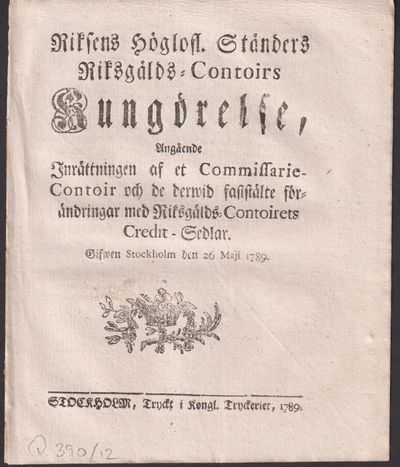 Riksens Höglofl. Ständers
Riksgälds-Contoirs
Kungörelse,
Angående
Inrättningen af et Commissarie-
Contoir och de derwid faststälte för-
ändringar med Riksgälds-Contoirets
Credit-Sedlar.
Gifwen Stockholm den 26 Maji 1789.
STOCKHOLM, Tryckt i Kongl. Tryckeriet, 1789.
Q 390/12